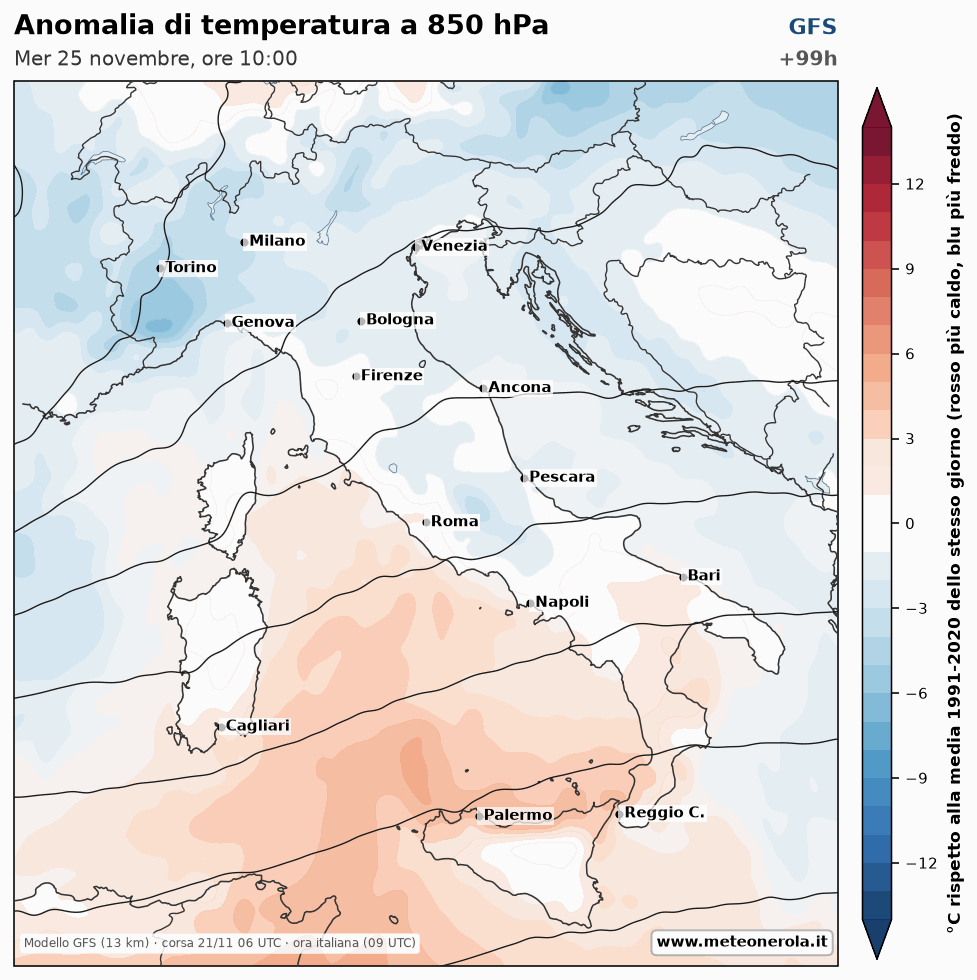 Anomalia di temperatura a 850 hPa
GFS
Mer 25 novembre, ore 10:00
+99h
Milano
Venezia
Torino
Genova
Bologna
Firenze
Ancona
Pescara
Roma
Bari
Napoli
Cagliari
Palermo
Reggio C.
12
9
6
3
0
−3
−6
−9
−12
°C rispetto alla media 1991-2020 dello stesso giorno (rosso più caldo, blu più freddo)
Modello GFS (13 km) · corsa 21/11 06 UTC · ora italiana (09 UTC)
www.meteonerola.it